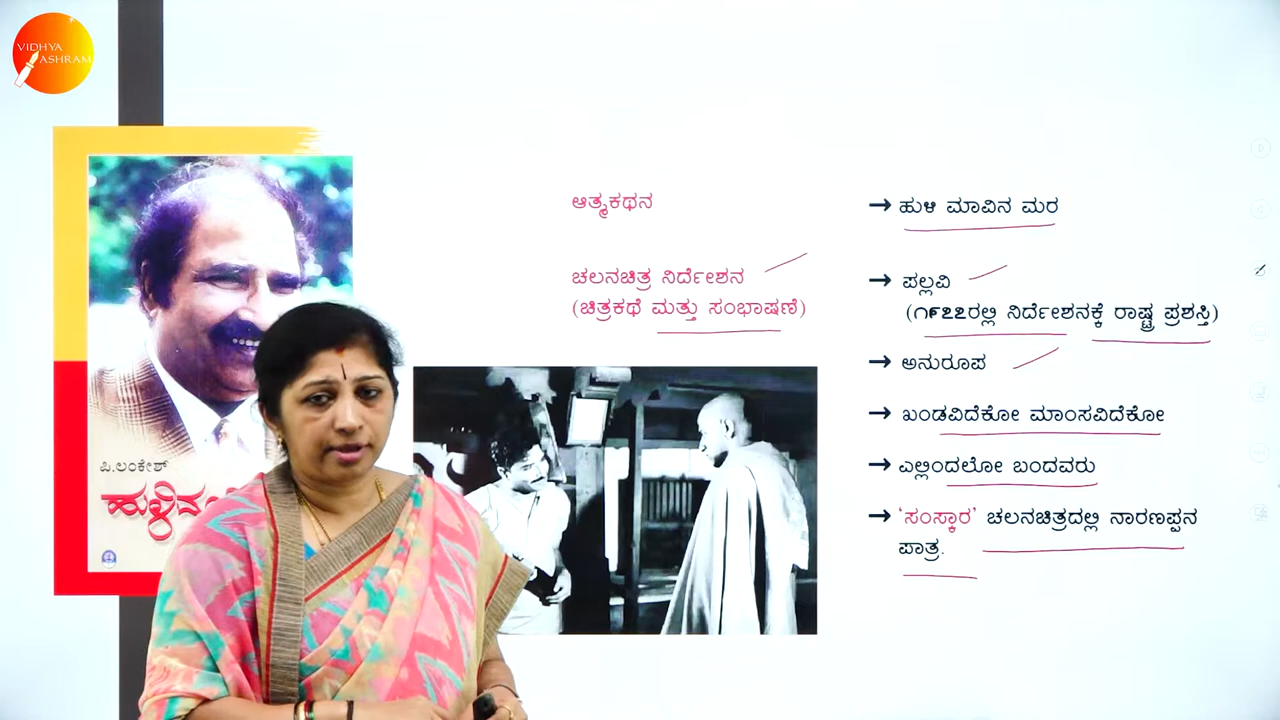 VIDHYA
ASHRAM
ಆತ್ಮಕಥನ
→ ಹುಳಿ ಮಾವಿನ ಮರ
ಚಲನಚಿತ್ರ ನಿರ್ದೇಶನ
(ಚಿತ್ರಕಥೆ ಮತ್ತು ಸಂಭಾಷಣೆ)
→ ಪಲ್ಲವಿ
(೧೯೭೭ರಲ್ಲಿ ನಿರ್ದೇಶನಕ್ಕೆ ರಾಷ್ಟ್ರ ಪ್ರಶಸ್ತಿ)
→ ಅನುರೂಪ
→ ಖಂಡವಿದೆಕೋ ಮಾಂಸವಿದೆಕೋ
→ ಎಲ್ಲಿಂದಲೋ ಬಂದವರು
→ ‘ಸಂಸ್ಕಾರ’ ಚಲನಚಿತ್ರದಲ್ಲಿ ನಾರಣಪ್ಪನ
ಪಾತ್ರ.
ಪಿ.ಲಂಕೇಶ್